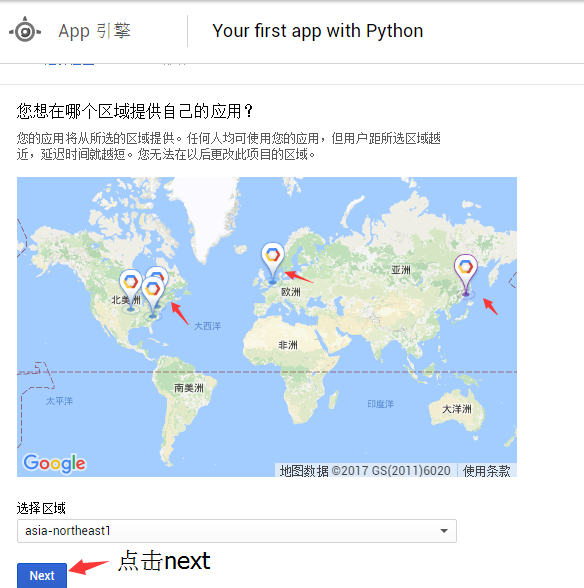 App 引擎
Your first app with Python
您想在哪个区域提供自己的应用？
您的应用将从所选的区域提供。任何人均可使用您的应用，但用户距所选区域越
近，延迟时间就越短。您无法在以后更改此项目的区域。
亚洲
欧洲
北美洲
大西洋
非洲
南美洲
太平洋
印度洋
大洋洲
Google
地图数据 ©2017 GS(2011)6020
使用条款
选择区域
asia-northeast1
Next
点击next